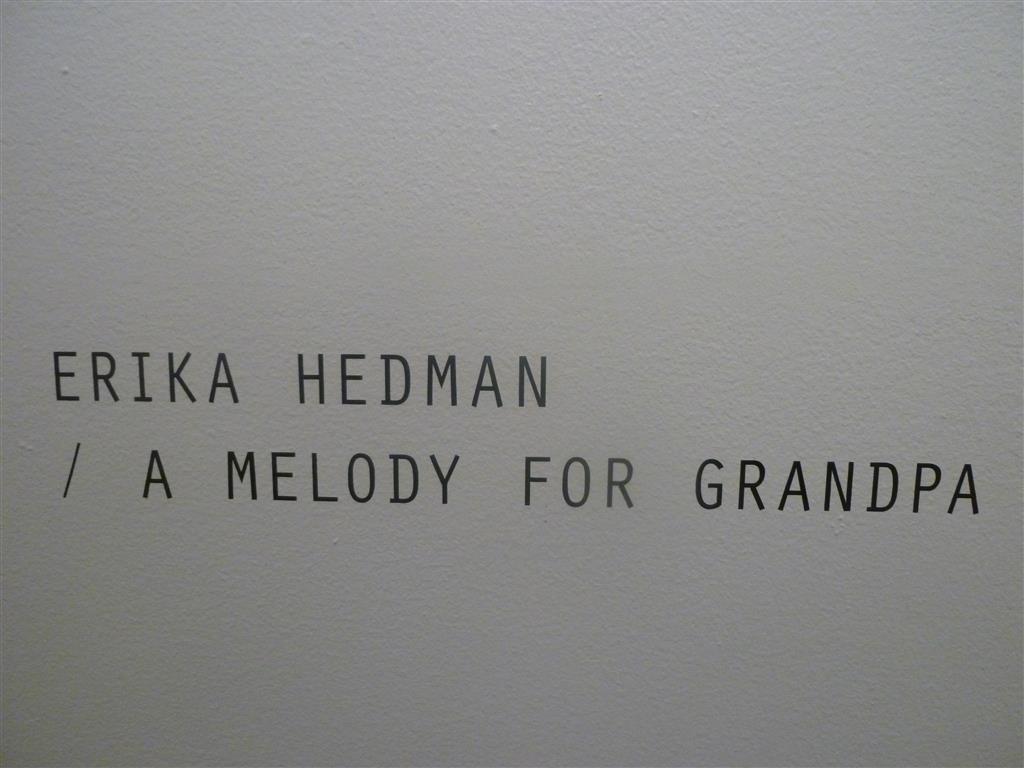 ERIKA HEDMAN
/ A MELODY FOR GRANDPA